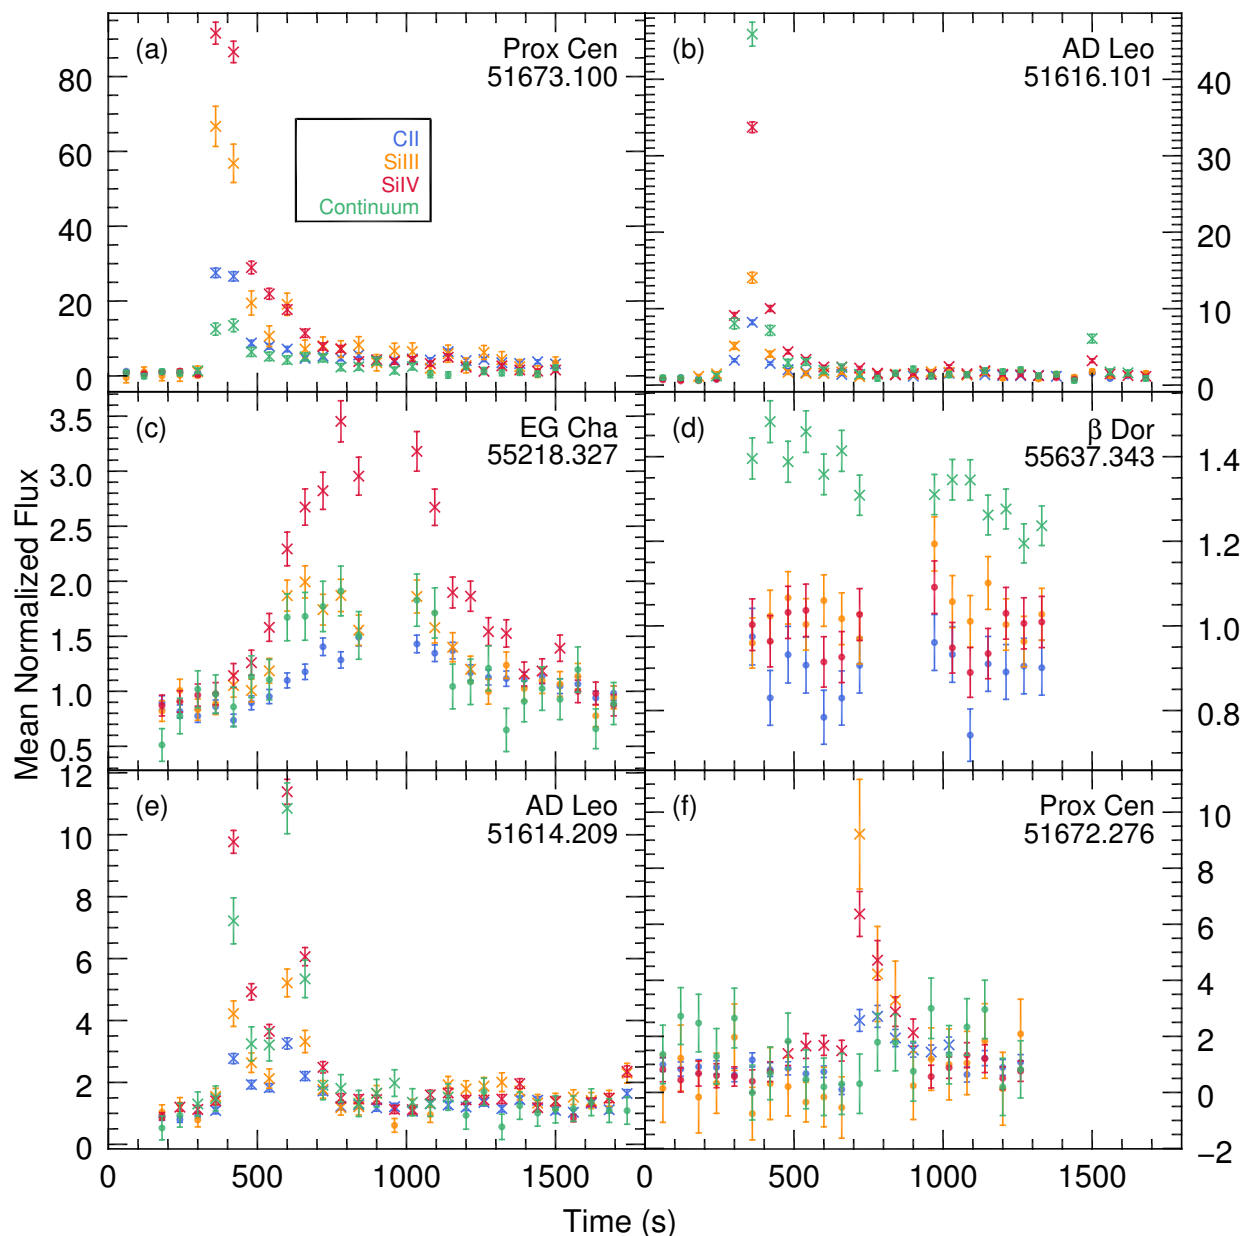 (a)
Prox Cen
51673.100
80
60
40
20
0
CII
SiIII
SiIV
Continuum
(b)
AD Leo
51616.101
40
30
20
10
0
Mean Normalized Flux
(c)
EG Cha
55218.327
3.5
3.0
2.5
2.0
1.5
1.0
0.5
(d)
β Dor
55637.343
1.4
1.2
1.0
0.8
(e)
AD Leo
51614.209
12
10
8
6
4
2
0
(f)
Prox Cen
51672.276
10
8
6
4
2
0
−2
0 500 1000 1500 0 500 1000 1500
Time (s)